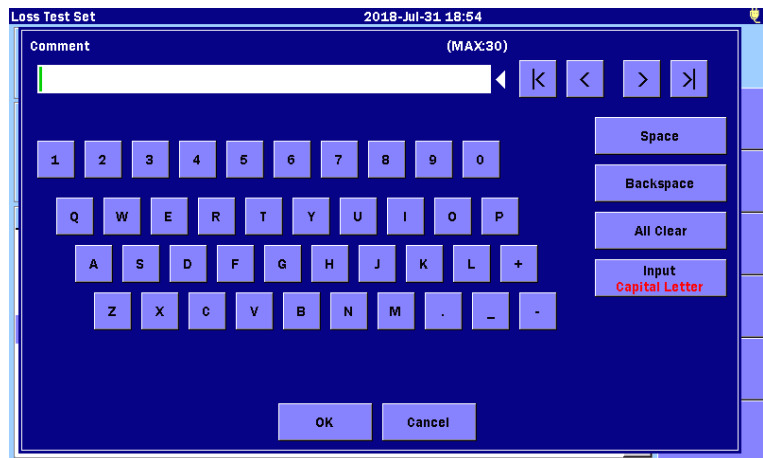 Loss Test Set 2018-Jul-31 18:54
Comment (MAX:30)
|< < > >|
Space
1 2 3 4 5 6 7 8 9 0
Backspace
Q W E R T Y U I O P
All Clear
A S D F G H J K L +
Input
Capital Letter
Z X C V B N M . _ -
OK Cancel